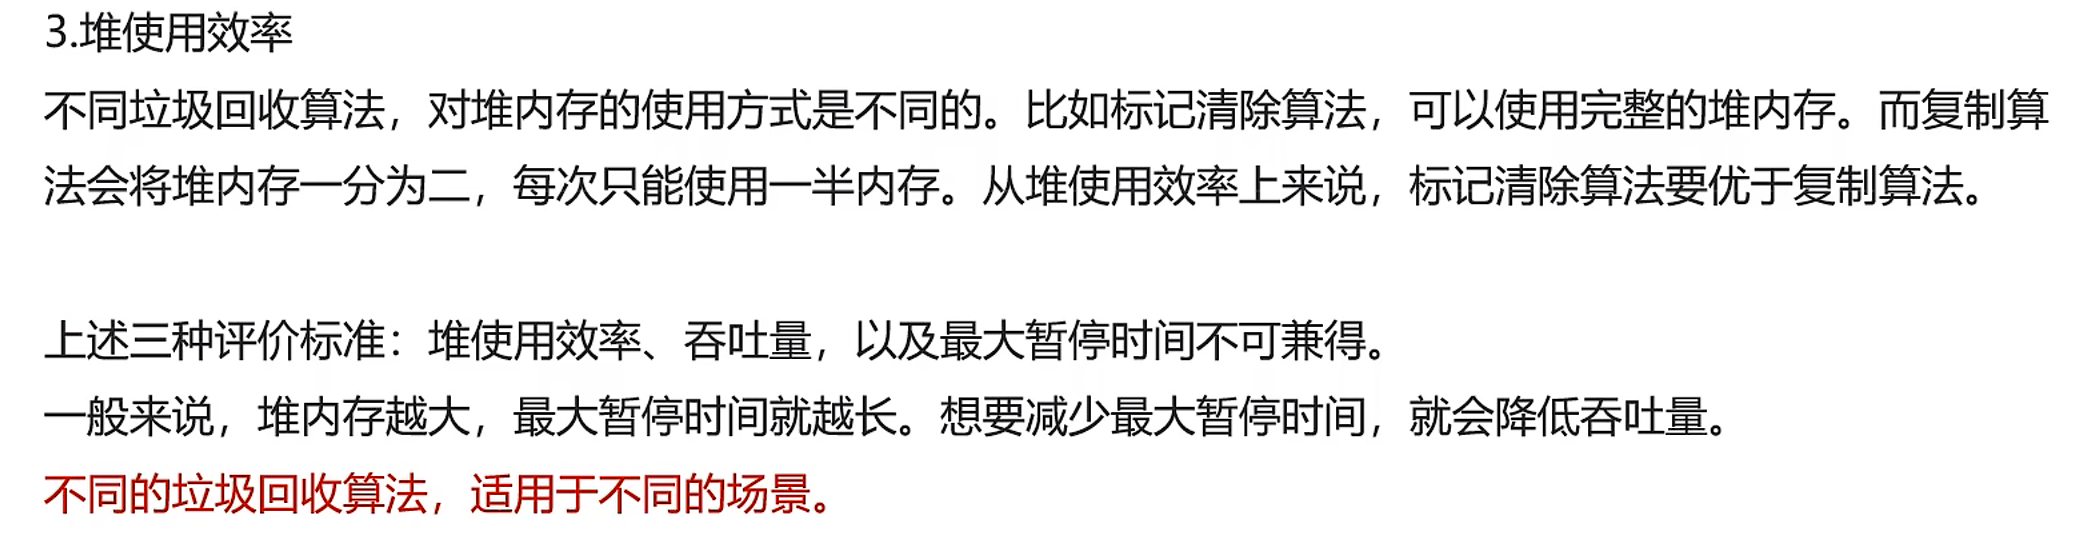 3.堆使用效率
不同垃圾回收算法，对堆内存的使用方式是不同的。比如标记清除算法，可以使用完整的堆内存。而复制算
法会将堆内存一分为二，每次只能使用一半内存。从堆使用效率上来说，标记清除算法要优于复制算法。
上述三种评价标准：堆使用效率、吞吐量，以及最大暂停时间不可兼得。
一般来说，堆内存越大，最大暂停时间就越长。想要减少最大暂停时间，就会降低吞吐量。
不同的垃圾回收算法，适用于不同的场景。